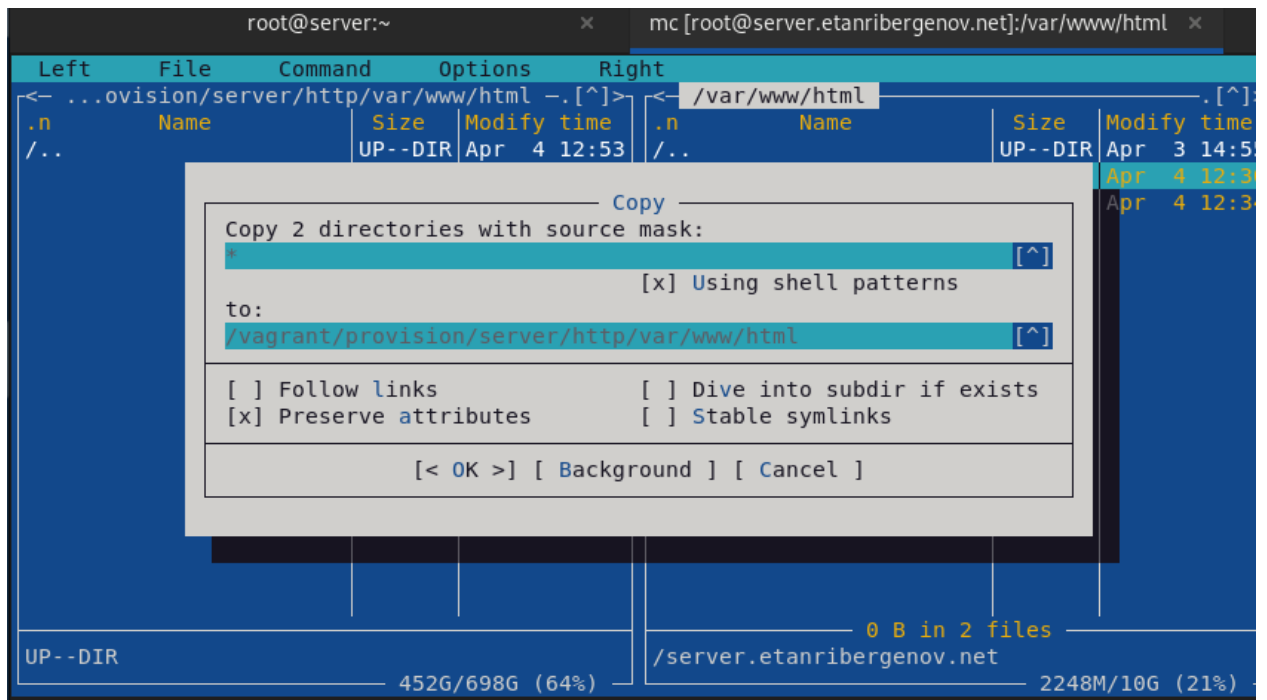 root@server:~ × mc [root@server.etanribergenov.net]:/var/www/html ×
Left File Command Options Right
<─ ...ovision/server/http/var/www/html ─.[^]> <─ /var/www/html .[^]>
.n Name Size Modify time .n Name Size Modify time
/.. UP--DIR Apr 4 12:53 /.. UP--DIR Apr 3 14:55
Apr 4 12:30
Copy Apr 4 12:34
Copy 2 directories with source mask:
* [^]
[x] Using shell patterns
to:
/vagrant/provision/server/http/var/www/html [^]
[ ] Follow links [ ] Dive into subdir if exists
[x] Preserve attributes [ ] Stable symlinks
[< OK >] [ Background ] [ Cancel ]
0 B in 2 files
UP--DIR /server.etanribergenov.net
452G/698G (64%) 2248M/10G (21%)